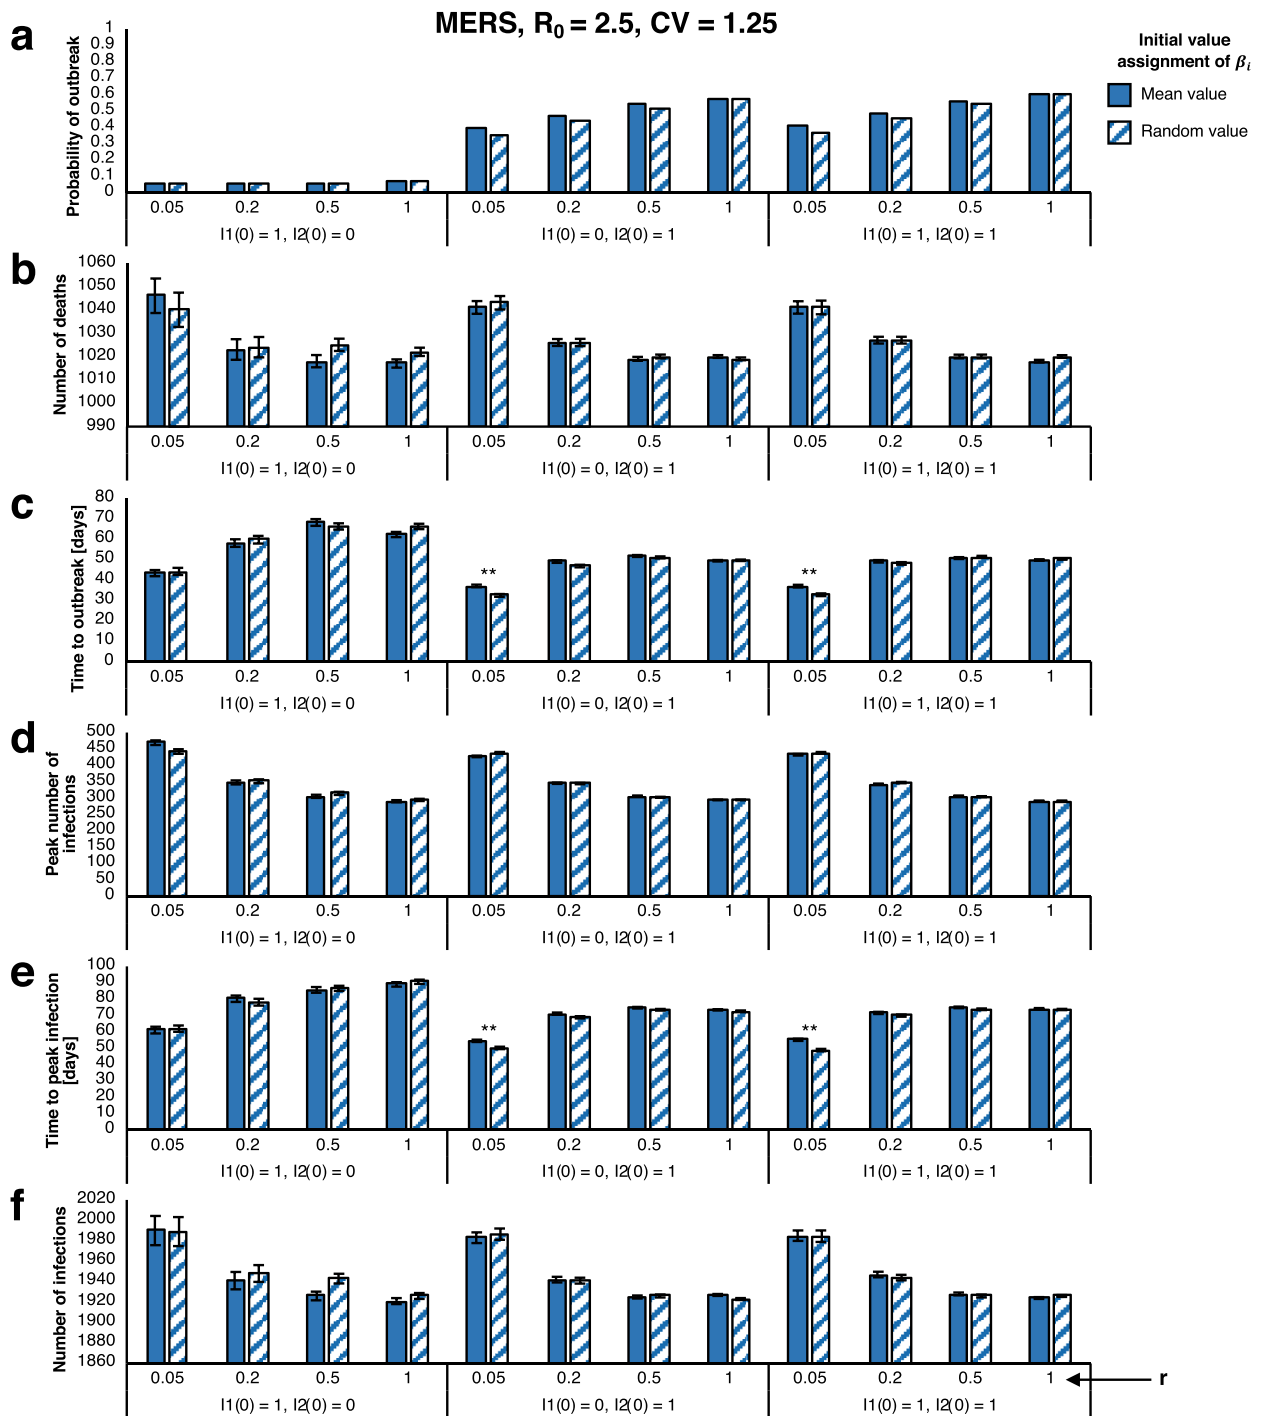 MERS, R0 = 2.5, CV = 1.25
Initial value
assignment of βi
Mean value
Random value
a
Probability of outbreak
1
0.9
0.8
0.7
0.6
0.5
0.4
0.3
0.2
0.1
0
0.05 0.2 0.5 1 0.05 0.2 0.5 1 0.05 0.2 0.5 1
I1(0) = 1, I2(0) = 0 I1(0) = 0, I2(0) = 1 I1(0) = 1, I2(0) = 1
b
Number of deaths
1060
1050
1040
1030
1020
1010
1000
990
0.05 0.2 0.5 1 0.05 0.2 0.5 1 0.05 0.2 0.5 1
I1(0) = 1, I2(0) = 0 I1(0) = 0, I2(0) = 1 I1(0) = 1, I2(0) = 1
c
Time to outbreak [days]
80
70
60
50
40
30
20
10
0
** **
0.05 0.2 0.5 1 0.05 0.2 0.5 1 0.05 0.2 0.5 1
I1(0) = 1, I2(0) = 0 I1(0) = 0, I2(0) = 1 I1(0) = 1, I2(0) = 1
d
Peak number of
infections
500
450
400
350
300
250
200
150
100
50
0
0.05 0.2 0.5 1 0.05 0.2 0.5 1 0.05 0.2 0.5 1
I1(0) = 1, I2(0) = 0 I1(0) = 0, I2(0) = 1 I1(0) = 1, I2(0) = 1
e
Time to peak infection
[days]
100
90
80
70
60
50
40
30
20
10
0
** **
0.05 0.2 0.5 1 0.05 0.2 0.5 1 0.05 0.2 0.5 1
I1(0) = 1, I2(0) = 0 I1(0) = 0, I2(0) = 1 I1(0) = 1, I2(0) = 1
f
Number of infections
2020
2000
1980
1960
1940
1920
1900
1880
1860
0.05 0.2 0.5 1 0.05 0.2 0.5 1 0.05 0.2 0.5 1 r
I1(0) = 1, I2(0) = 0 I1(0) = 0, I2(0) = 1 I1(0) = 1, I2(0) = 1